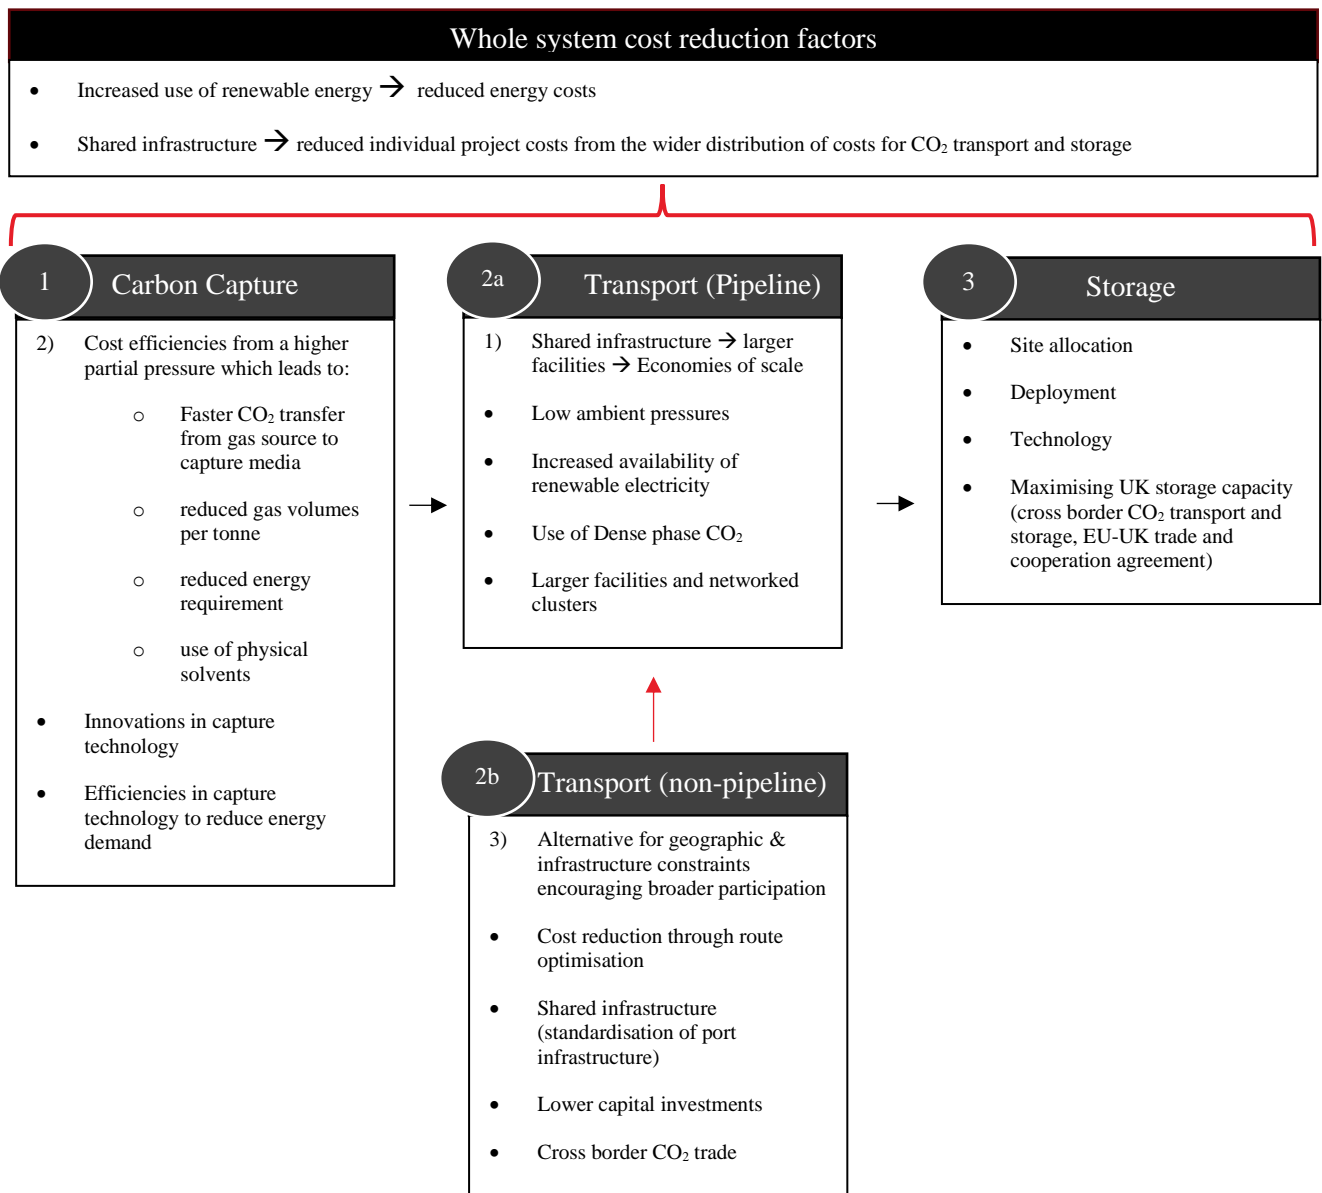 Whole system cost reduction factors
• Increased use of renewable energy → reduced energy costs
• Shared infrastructure → reduced individual project costs from the wider distribution of costs for CO₂ transport and storage
1
Carbon Capture
2) Cost efficiencies from a higher
partial pressure which leads to:
o Faster CO₂ transfer
from gas source to
capture media
o reduced gas volumes
per tonne
o reduced energy
requirement
o use of physical
solvents
• Innovations in capture
technology
• Efficiencies in capture
technology to reduce energy
demand
2a
Transport (Pipeline)
1) Shared infrastructure → larger
facilities → Economies of scale
• Low ambient pressures
• Increased availability of
renewable electricity
• Use of Dense phase CO₂
• Larger facilities and networked
clusters
2b
Transport (non-pipeline)
3) Alternative for geographic &
infrastructure constraints
encouraging broader participation
• Cost reduction through route
optimisation
• Shared infrastructure
(standardisation of port
infrastructure)
• Lower capital investments
• Cross border CO₂ trade
3
Storage
• Site allocation
• Deployment
• Technology
• Maximising UK storage capacity
(cross border CO₂ transport and
storage, EU-UK trade and
cooperation agreement)